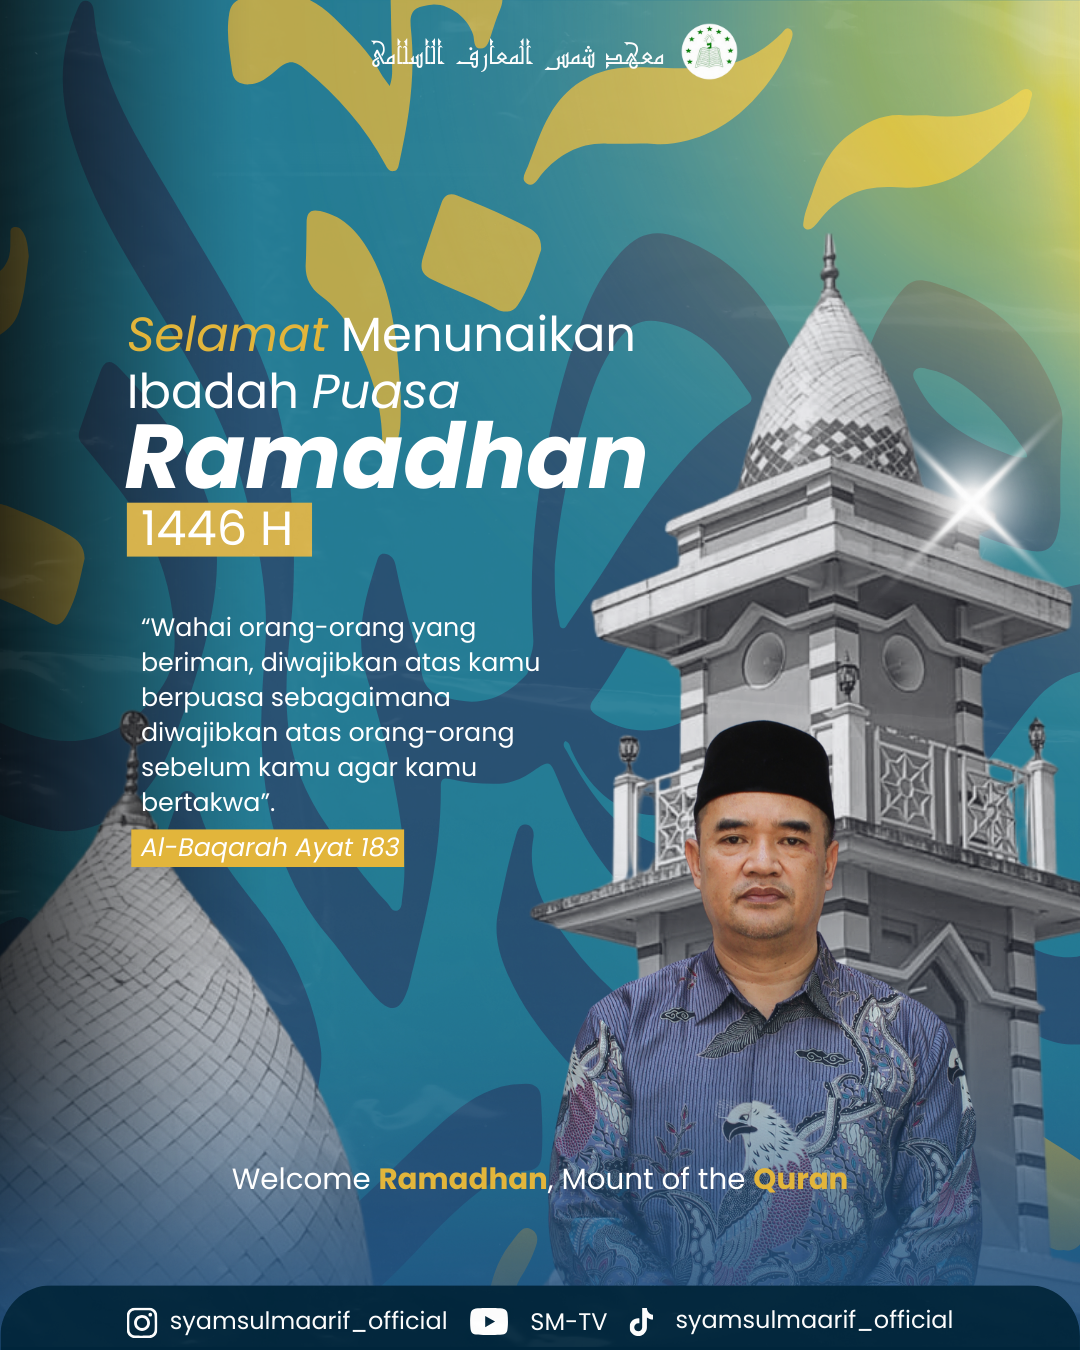 معهد شمس المعارف الاسلامي
Selamat Menunaikan
Ibadah Puasa
Ramadhan
1446 H
“Wahai orang-orang yang
beriman, diwajibkan atas kamu
berpuasa sebagaimana
diwajibkan atas orang-orang
sebelum kamu agar kamu
bertakwa”.
Al-Baqarah Ayat 183
Welcome Ramadhan, Mount of the Quran
syamsulmaarif_official SM-TV syamsulmaarif_official